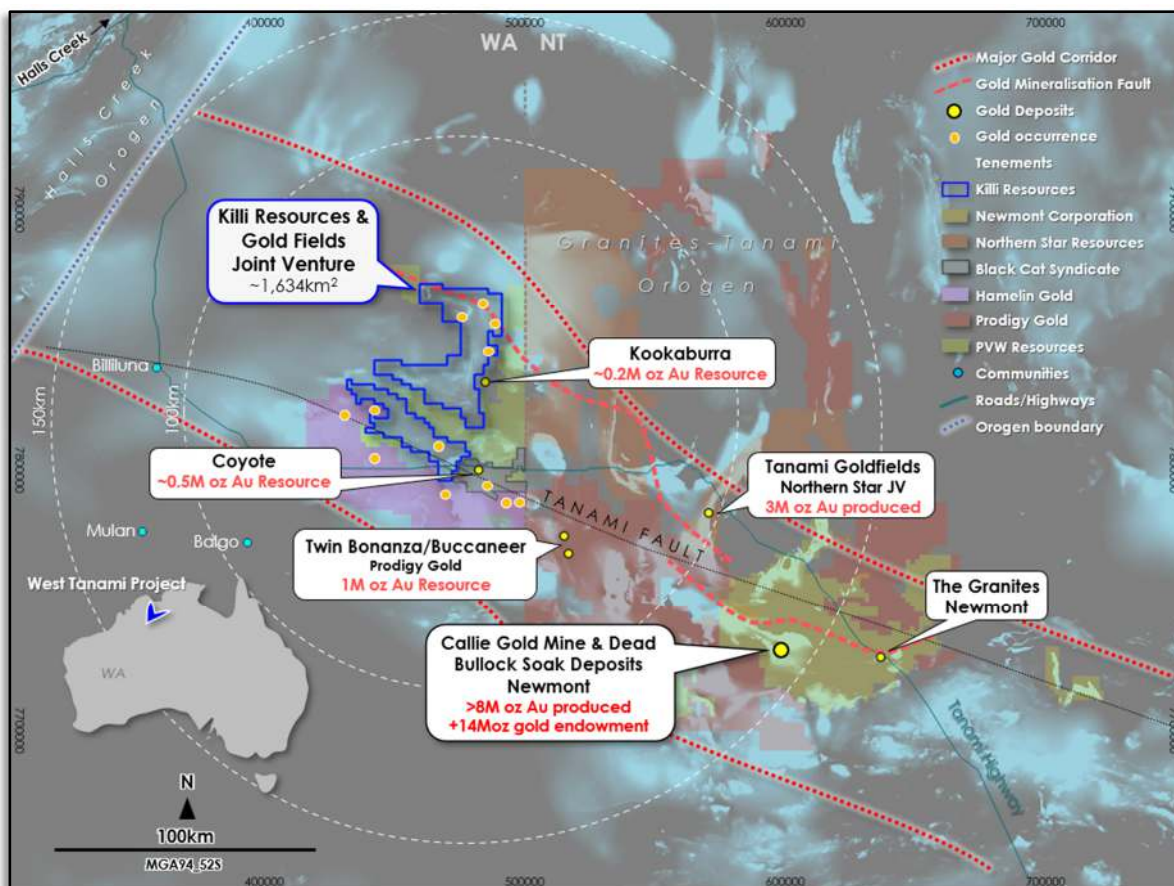 400000
500000
600000
700000
Halls Creek
WA NT
Halls Creek
Orogen
7900000
Major Gold Corridor
Gold Mineralisation Fault
Gold Deposits
Gold occurrence
Tenements
Killi Resources
Newmont Corporation
Northern Star Resources
Black Cat Syndicate
Hamelin Gold
Prodigy Gold
PVW Resources
Communities
Roads/Highways
Orogen boundary
Killi Resources &
Gold Fields
Joint Venture
~1,634km²
Granites-Tanami
Orogen
Kookaburra
~0.2M oz Au Resource
Billiluna
150km
100km
7800000
Coyote
~0.5M oz Au Resource
Tanami Goldfields
Northern Star JV
3M oz Au produced
TANAMI FAULT
Mulan
Balgo
Twin Bonanza/Buccaneer
Prodigy Gold
1M oz Au Resource
West Tanami Project
WA
The Granites
Newmont
Callie Gold Mine & Dead
Bullock Soak Deposits
Newmont
>8M oz Au produced
+14Moz gold endowment
7700000
7700000
Tanami Highway
N
100km
MGA94_52S
400000
500000
600000
700000